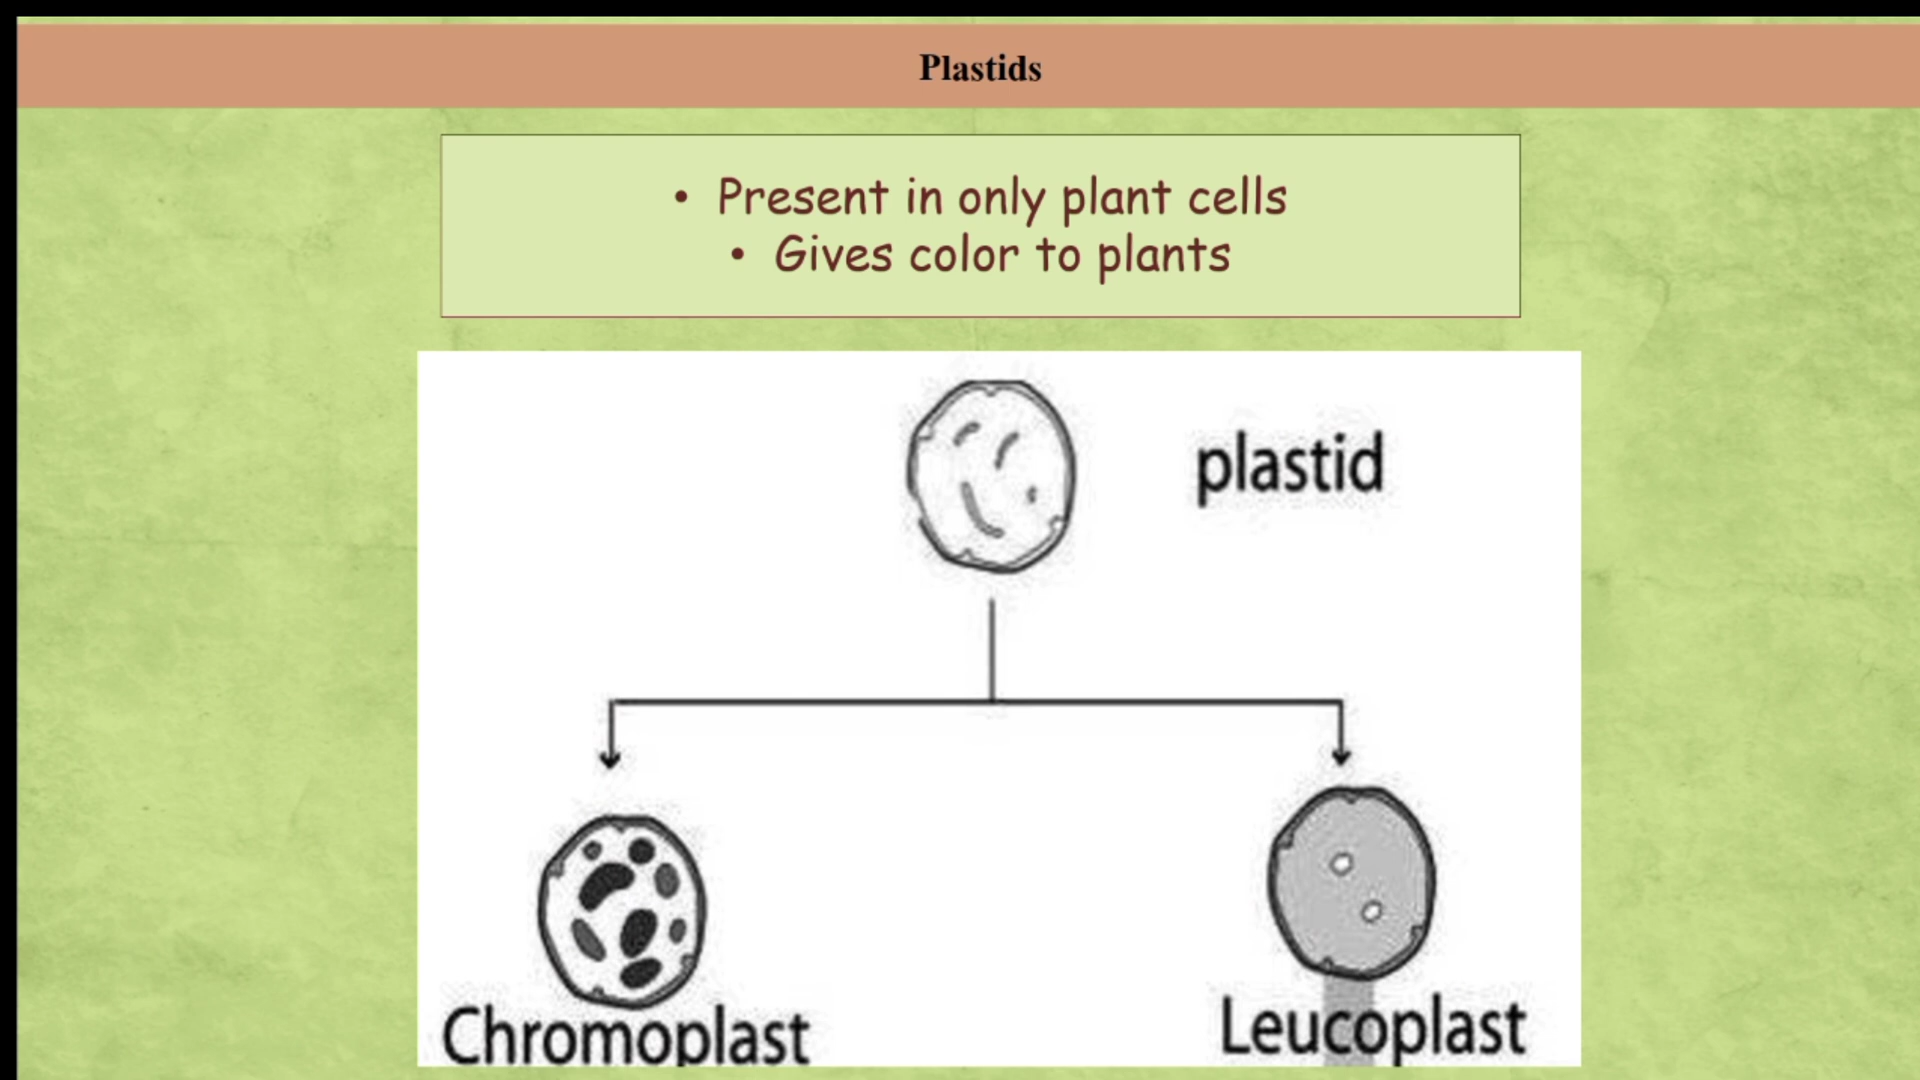 Plastids
• Present in only plant cells
• Gives color to plants
plastid
Chromoplast
Leucoplast